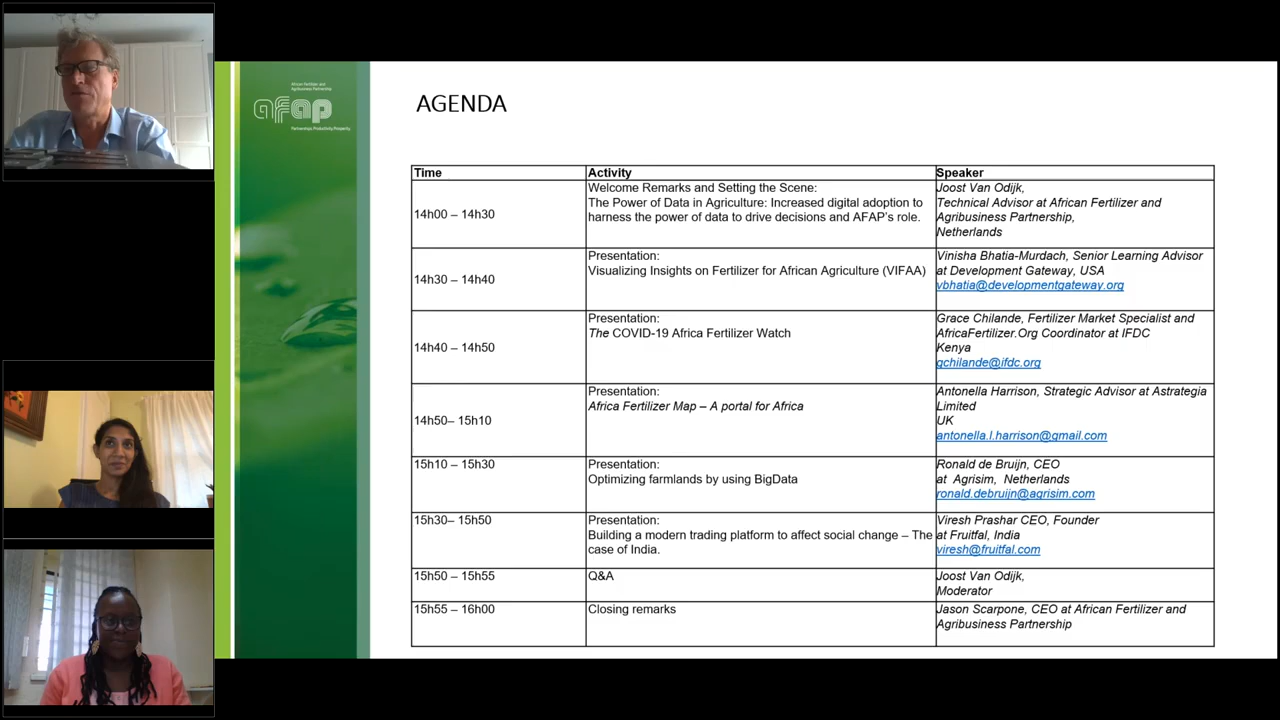 African Fertilizer and
Agribusiness Partnership
afap
Partnerships.Productivity.Prosperity.
AGENDA
Time
Activity
Speaker
14h00 – 14h30
Welcome Remarks and Setting the Scene:
The Power of Data in Agriculture: Increased digital adoption to
harness the power of data to drive decisions and AFAP's role.
Joost Van Odijk,
Technical Advisor at African Fertilizer and
Agribusiness Partnership,
Netherlands
14h30 – 14h40
Presentation:
Visualizing Insights on Fertilizer for African Agriculture (VIFAA)
Vinisha Bhatia-Murdach, Senior Learning Advisor
at Development Gateway, USA
vbhatia@developmentgateway.org
14h40 – 14h50
Presentation:
The COVID-19 Africa Fertilizer Watch
Grace Chilande, Fertilizer Market Specialist and
AfricaFertilizer.Org Coordinator at IFDC
Kenya
gchilande@ifdc.org
14h50– 15h10
Presentation:
Africa Fertilizer Map – A portal for Africa
Antonella Harrison, Strategic Advisor at Astrategia
Limited
UK
antonella.l.harrison@gmail.com
15h10 – 15h30
Presentation:
Optimizing farmlands by using BigData
Ronald de Bruijn, CEO
at Agrisim, Netherlands
ronald.debruijn@agrisim.com
15h30– 15h50
Presentation:
Building a modern trading platform to affect social change – The
case of India.
Viresh Prashar CEO, Founder
at Fruitfal, India
viresh@fruitfal.com
15h50 – 15h55
Q&A
Joost Van Odijk,
Moderator
15h55 – 16h00
Closing remarks
Jason Scarpone, CEO at African Fertilizer and
Agribusiness Partnership